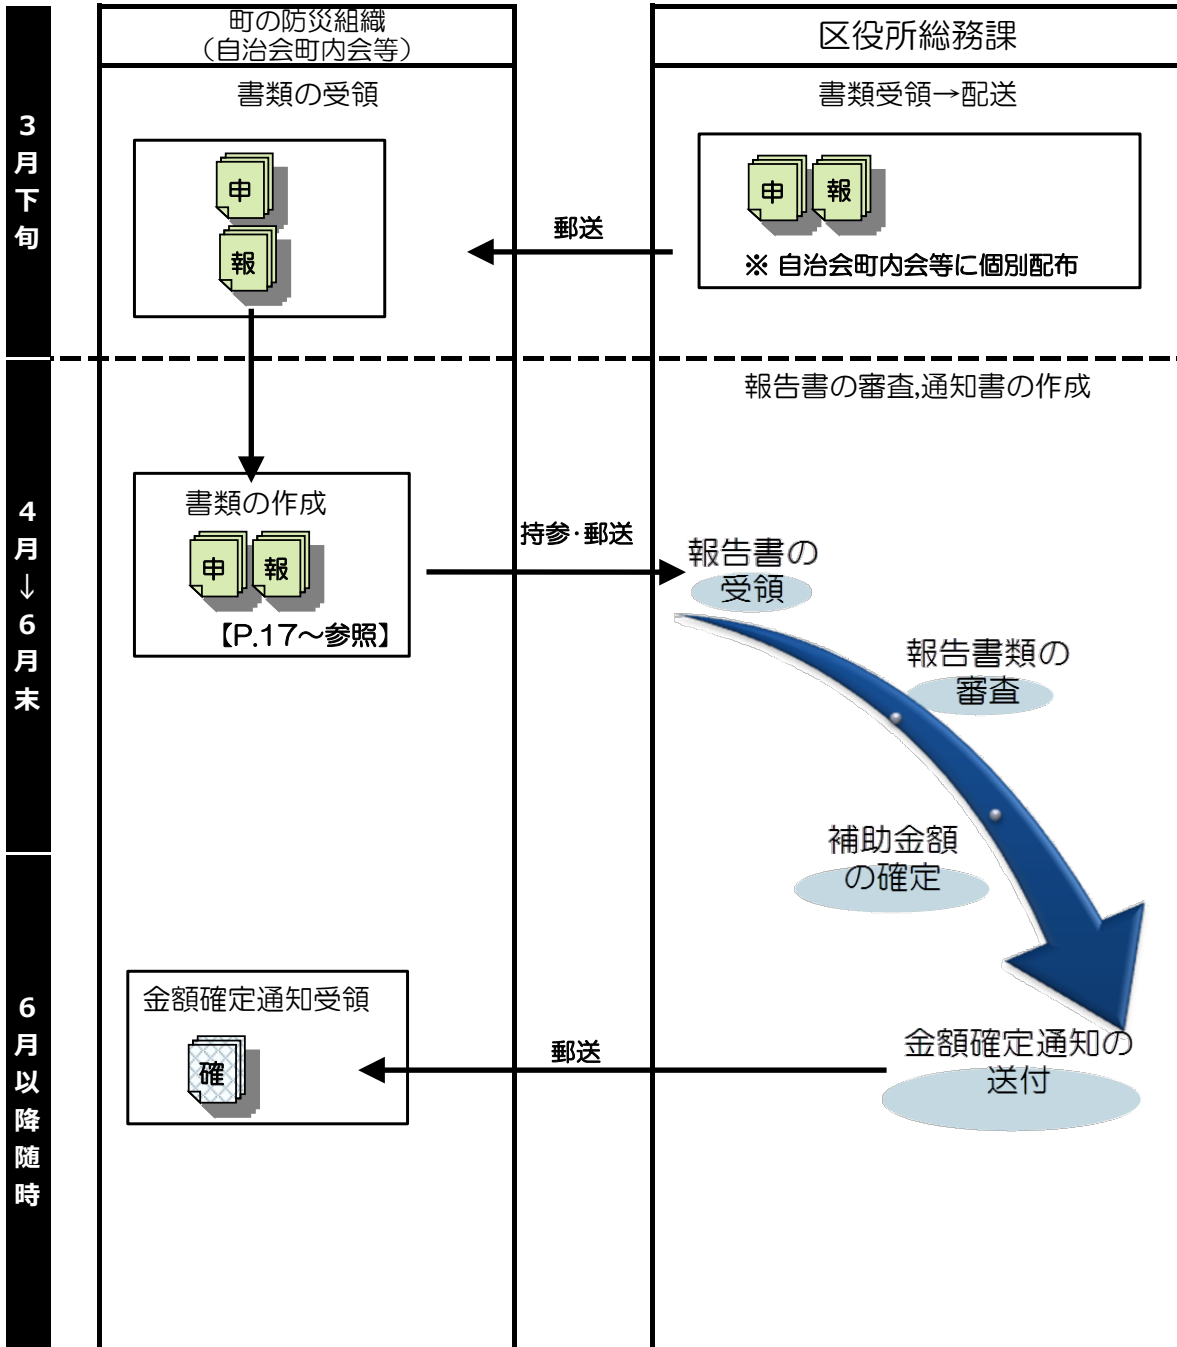 町の防災組織
（自治会町内会等）
区役所総務課
3月下旬
書類の受領
申
報
郵送
書類受領→配送
申 報
※ 自治会町内会等に個別配布
4月→6月末
報告書の審査,通知書の作成
書類の作成
申 報
【P.17～参照】
持参・郵送
報告書の
受領
報告書類の
審査
補助金額
の確定
6月以降随時
金額確定通知受領
確
郵送
金額確定通知の
送付